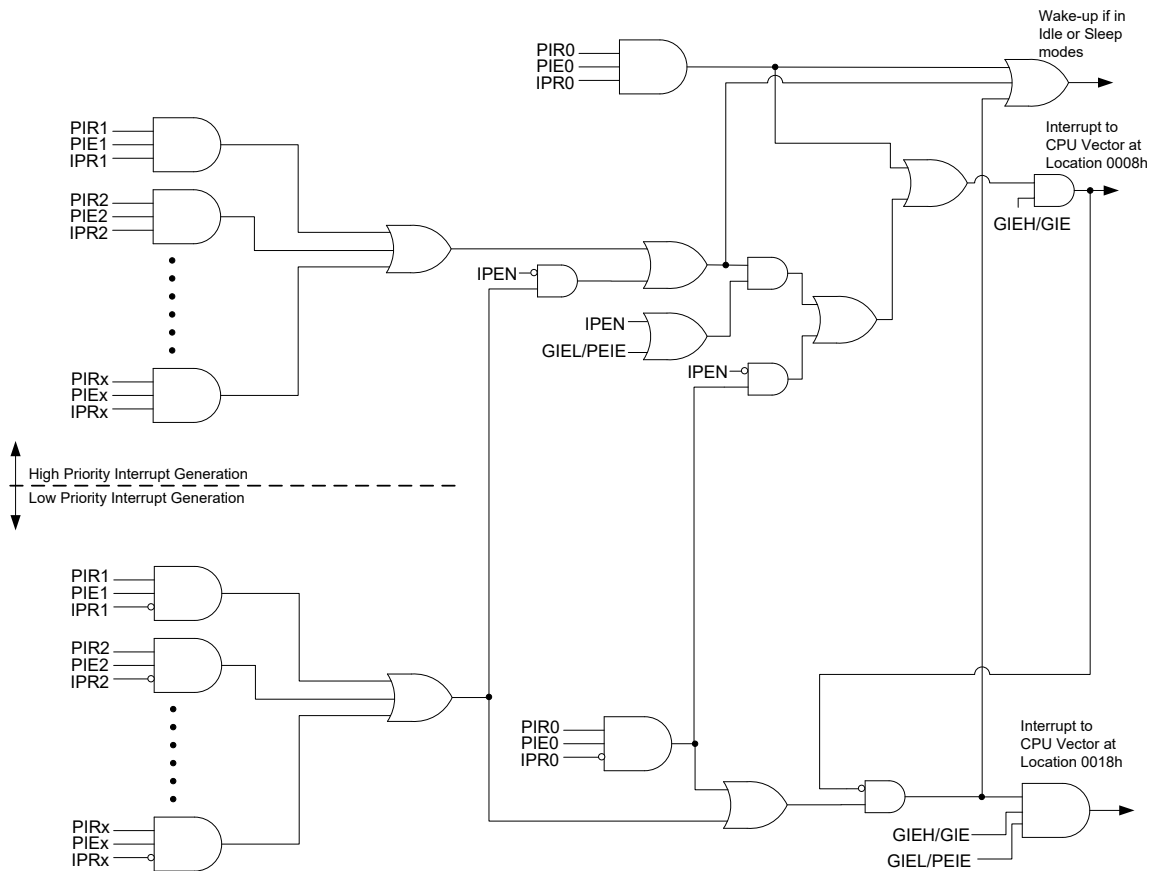 Wake-up if in
Idle or Sleep
modes
PIR0
PIE0
IPR0
Interrupt to
CPU Vector at
Location 0008h
PIR1
PIE1
IPR1
PIR2
PIE2
IPR2
GIEH/GIE
IPEN
IPEN
GIEL/PEIE
IPEN
PIRx
PIEx
IPRx
High Priority Interrupt Generation
Low Priority Interrupt Generation
PIR1
PIE1
IPR1
PIR2
PIE2
IPR2
PIR0
PIE0
IPR0
Interrupt to
CPU Vector at
Location 0018h
PIRx
PIEx
IPRx
GIEH/GIE
GIEL/PEIE